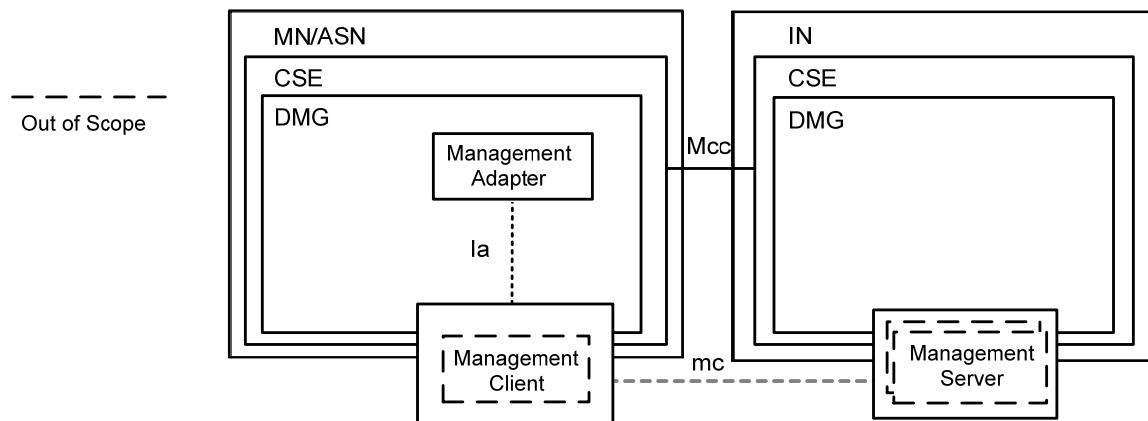 MN/ASN
IN
CSE
CSE
DMG
DMG
Out of Scope
Management
Adapter
Mcc
Ia
Management
Client
mc
Management
Server